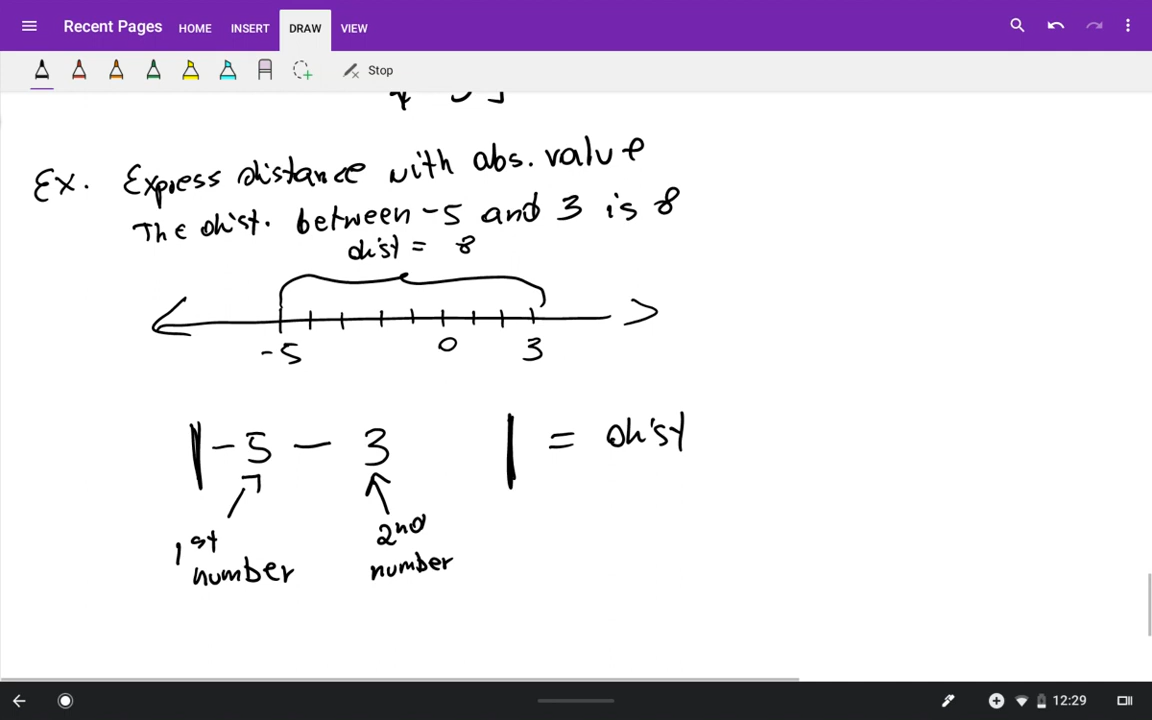 Recent Pages HOME INSERT DRAW VIEW
Stop
Ex. Express distance with abs. value
The dist. between -5 and 3 is 8
dist = 8
-5 0 3
|-5 - 3 | = dist
1st 2nd
number number
12:29